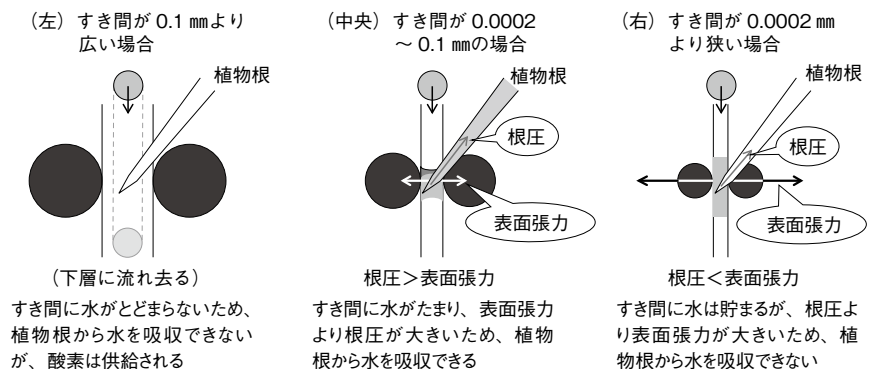 （左）すき間が 0.1 ㎜より
広い場合
植物根
（下層に流れ去る）
すき間に水がとどまらないため、
植物根から水を吸収できない
が、酸素は供給される
（中央）すき間が 0.0002
～ 0.1 ㎜の場合
植物根
根圧
表面張力
根圧＞表面張力
すき間に水がたまり、表面張力
より根圧が大きいため、植物
根から水を吸収できる
（右）すき間が 0.0002 ㎜
より狭い場合
植物根
根圧
表面張力
根圧＜表面張力
すき間に水は貯まるが、根圧よ
り表面張力が大きいため、植
物根から水を吸収できない